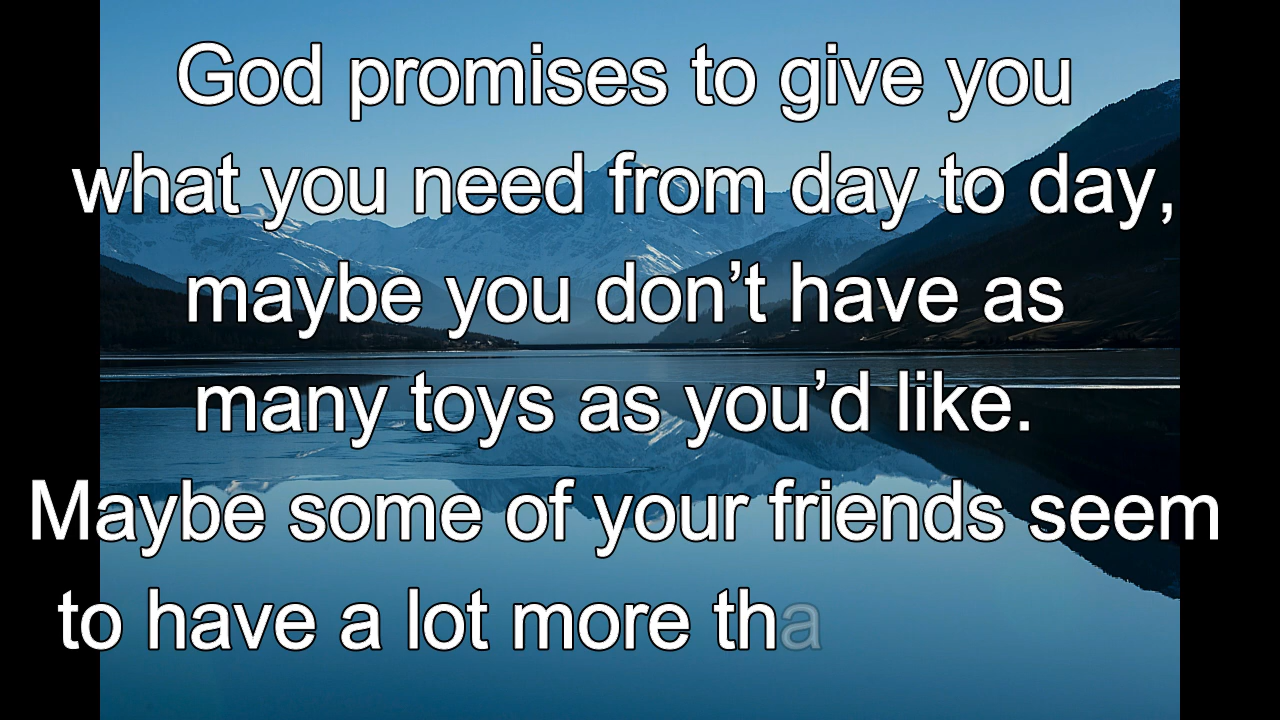 God promises to give you
what you need from day to day,
maybe you don’t have as
many toys as you’d like.
Maybe some of your friends seem
to have a lot more tha